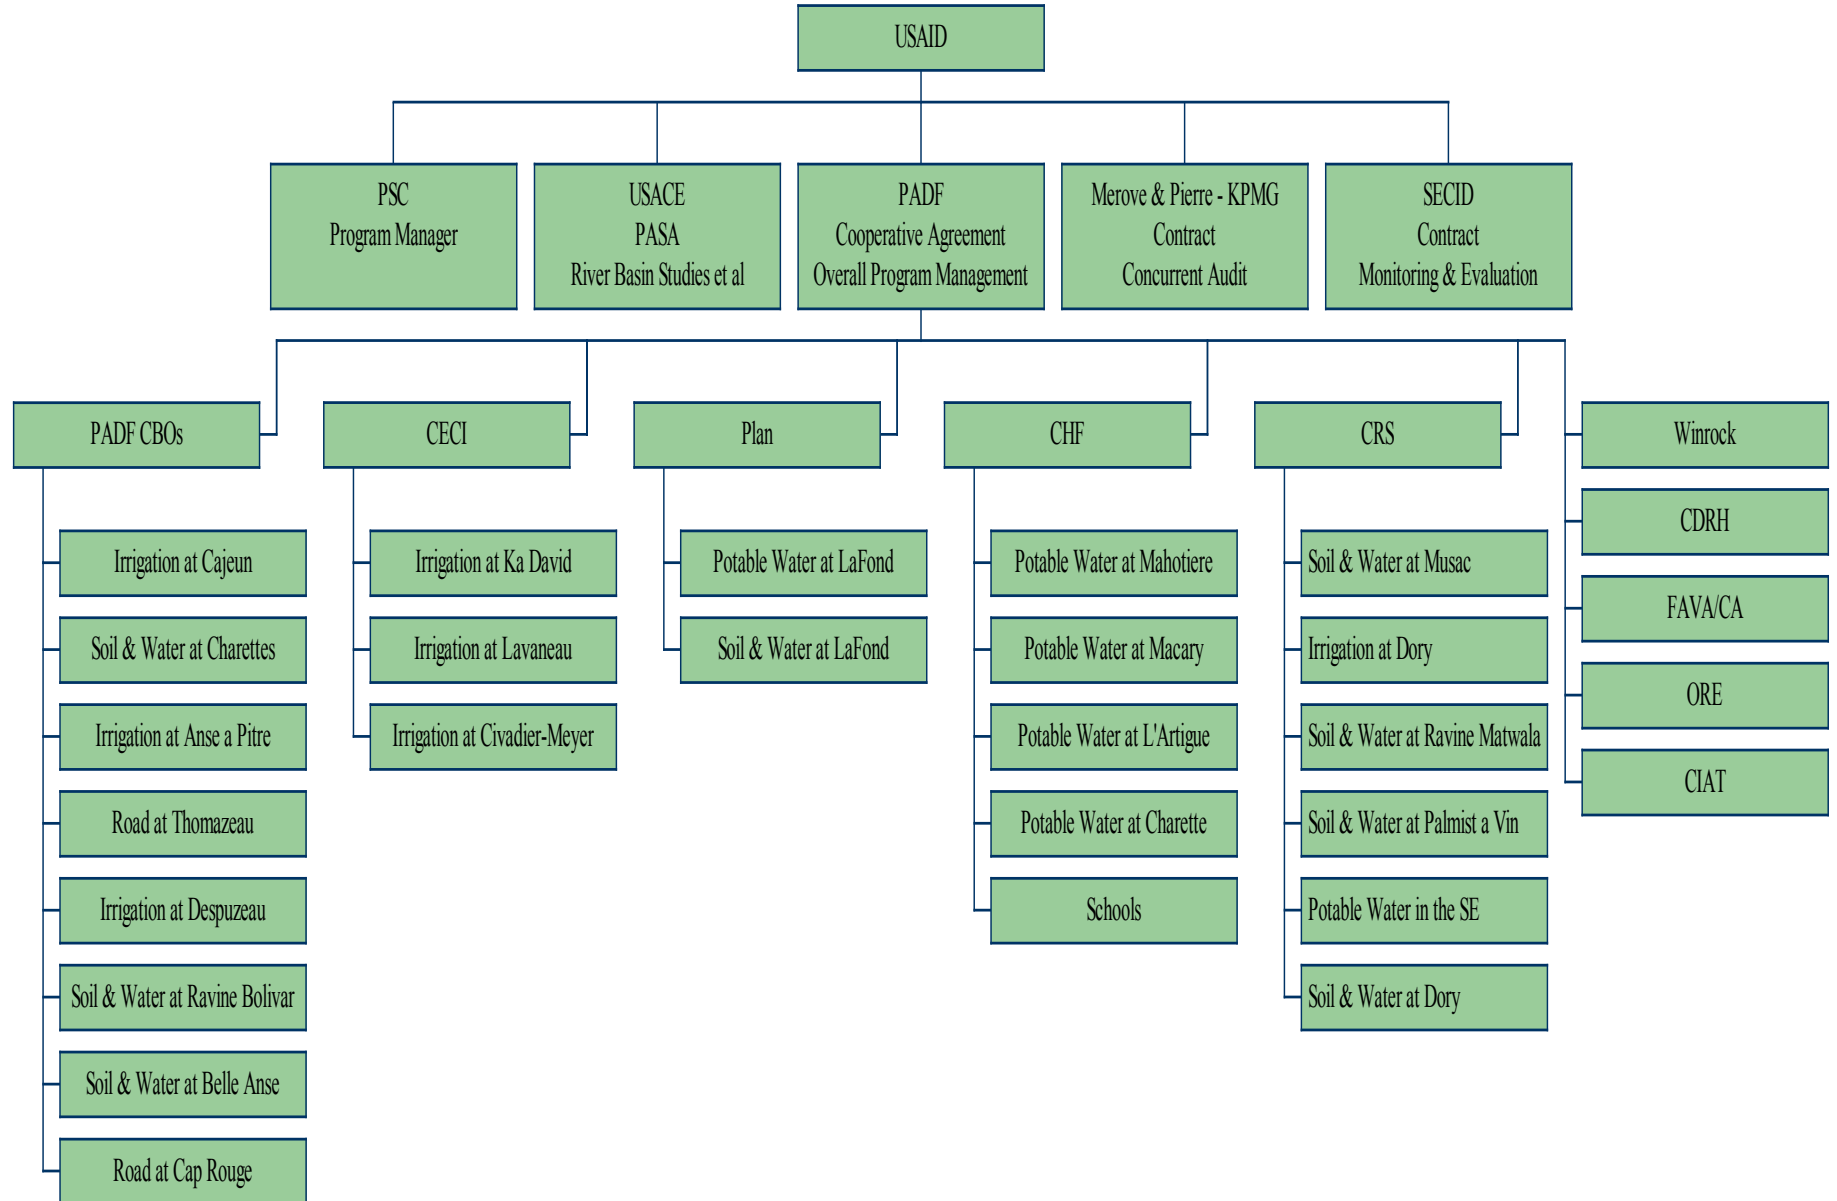 USAID
PSC
Program Manager
USACE
PASA
River Basin Studies et al
PADF
Cooperative Agreement
Overall Program Management
Merove & Pierre - KPMG
Contract
Concurrent Audit
SECID
Contract
Monitoring & Evaluation
PADF CBOs
Irrigation at Cajeun
Soil & Water at Charettes
Irrigation at Anse a Pitre
Road at Thomazeau
Irrigation at Despuzeau
Soil & Water at Ravine Bolivar
Soil & Water at Belle Anse
Road at Cap Rouge
CECI
Irrigation at Ka David
Irrigation at Lavaneau
Irrigation at Civadier-Meyer
Plan
Potable Water at LaFond
Soil & Water at LaFond
CHF
Potable Water at Mahotiere
Potable Water at Macary
Potable Water at L'Artigue
Potable Water at Charette
Schools
CRS
Soil & Water at Musac
Irrigation at Dory
Soil & Water at Ravine Matwala
Soil & Water at Palmist a Vin
Potable Water in the SE
Soil & Water at Dory
Winrock
CDRH
FAVA/CA
ORE
CIAT